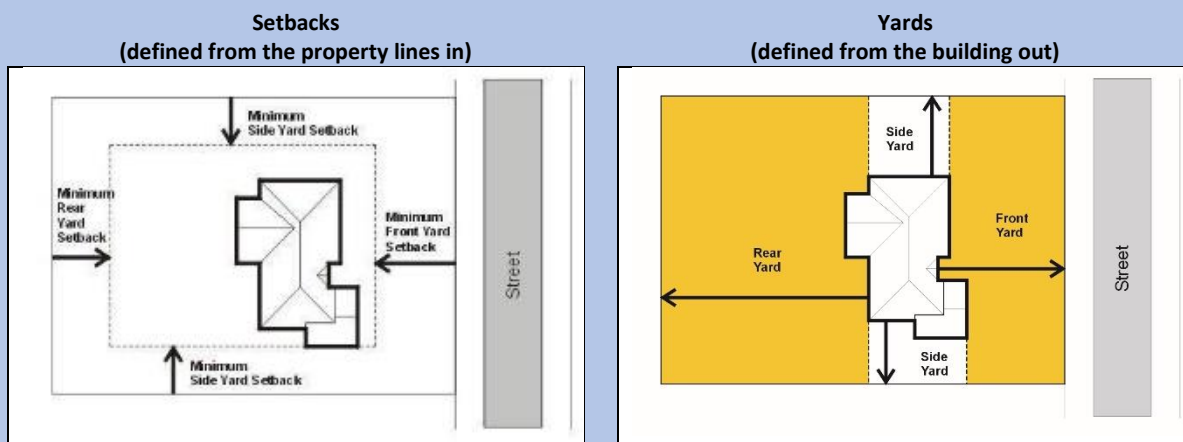 Setbacks
(defined from the property lines in)
Minimum
Side Yard Setback
Minimum
Rear
Yard
Setback
Minimum
Front Yard
Setback
Minimum
Side Yard Setback
Street
Yards
(defined from the building out)
Side
Yard
Rear
Yard
Front
Yard
Side
Yard
Street